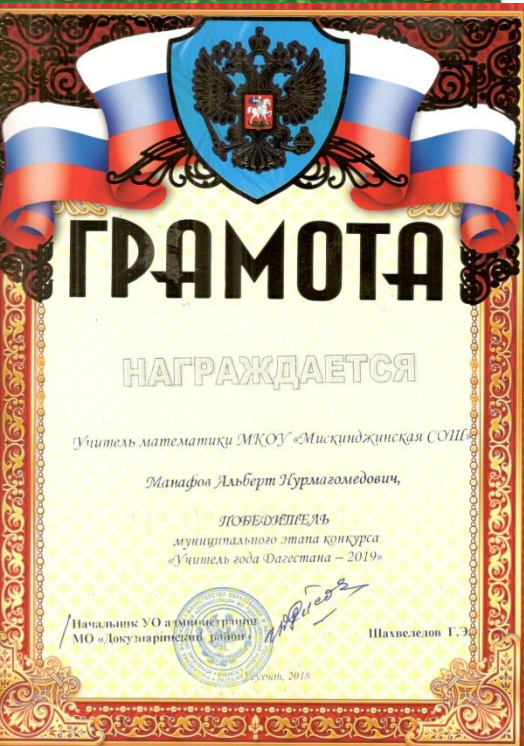 ГРАМОТА
НАГРАЖДАЕТСЯ
Учитель математики МКОУ «Мискинджинская СОШ»
Манафов Альберт Нурмагомедович,
ПОБЕДИТЕЛЬ
муниципального этапа конкурса
«Учитель года Дагестана – 2019»
Начальник УО администрации
МО «Докузпаринский район»
Шахвеледов Г.Э.
Усухчай, 2018